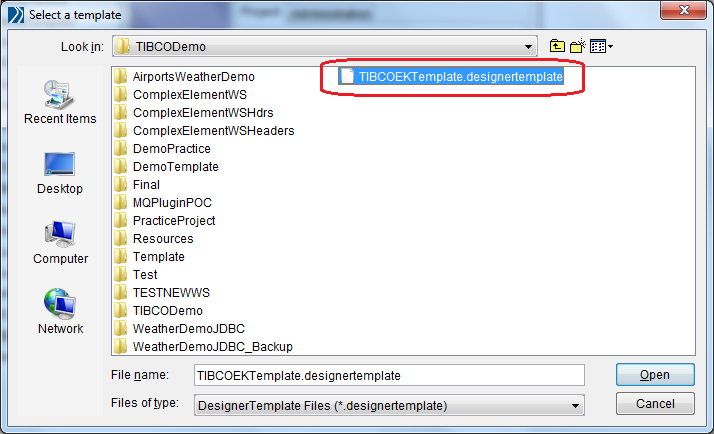 Select a template
Look in:
TIBCODemo
Recent Items
Desktop
Computer
Network
AirportsWeatherDemo
ComplexElementWS
ComplexElementWSHdrs
ComplexElementWSHeaders
DemoPractice
DemoTemplate
Final
MQPluginPOC
PracticeProject
Resources
Template
Test
TESTNEWWS
TIBCODemo
WeatherDemoJDBC
WeatherDemoJDBC_Backup
TIBCOEKTemplate.designertemplate
File name:
TIBCOEKTemplate.designertemplate
Open
Files of type:
DesignerTemplate Files (*.designertemplate)
Cancel